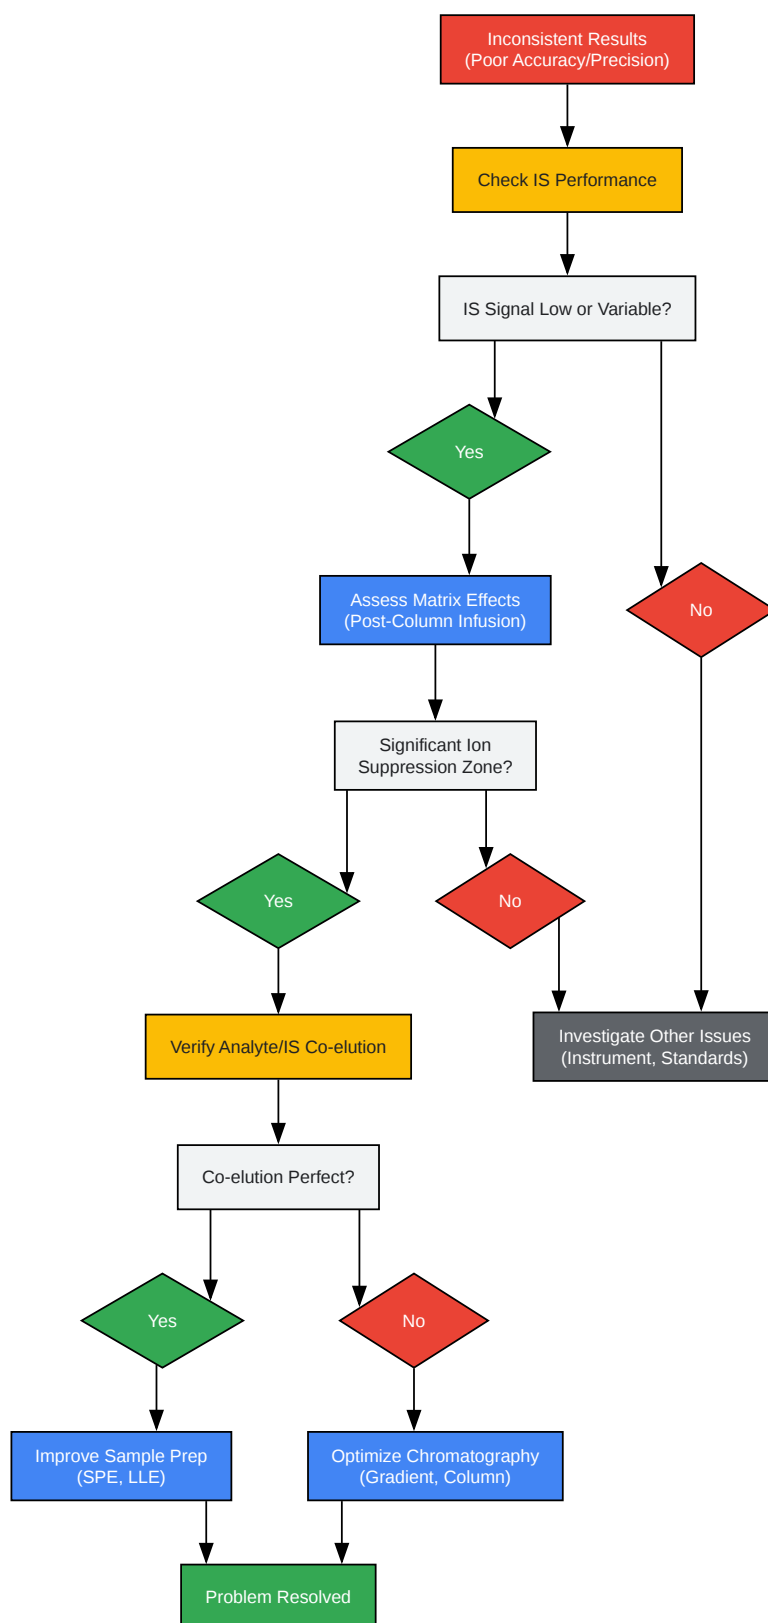 Inconsistent Results
(Poor Accuracy/Precision)
Check IS Performance
IS Signal Low or Variable?
Yes
Assess Matrix Effects
(Post-Column Infusion)
No
Significant Ion
Suppression Zone?
Yes
No
Investigate Other Issues
(Instrument, Standards)
Verify Analyte/IS Co-elution
Co-elution Perfect?
Yes
No
Improve Sample Prep
(SPE, LLE)
Optimize Chromatography
(Gradient, Column)
Problem Resolved